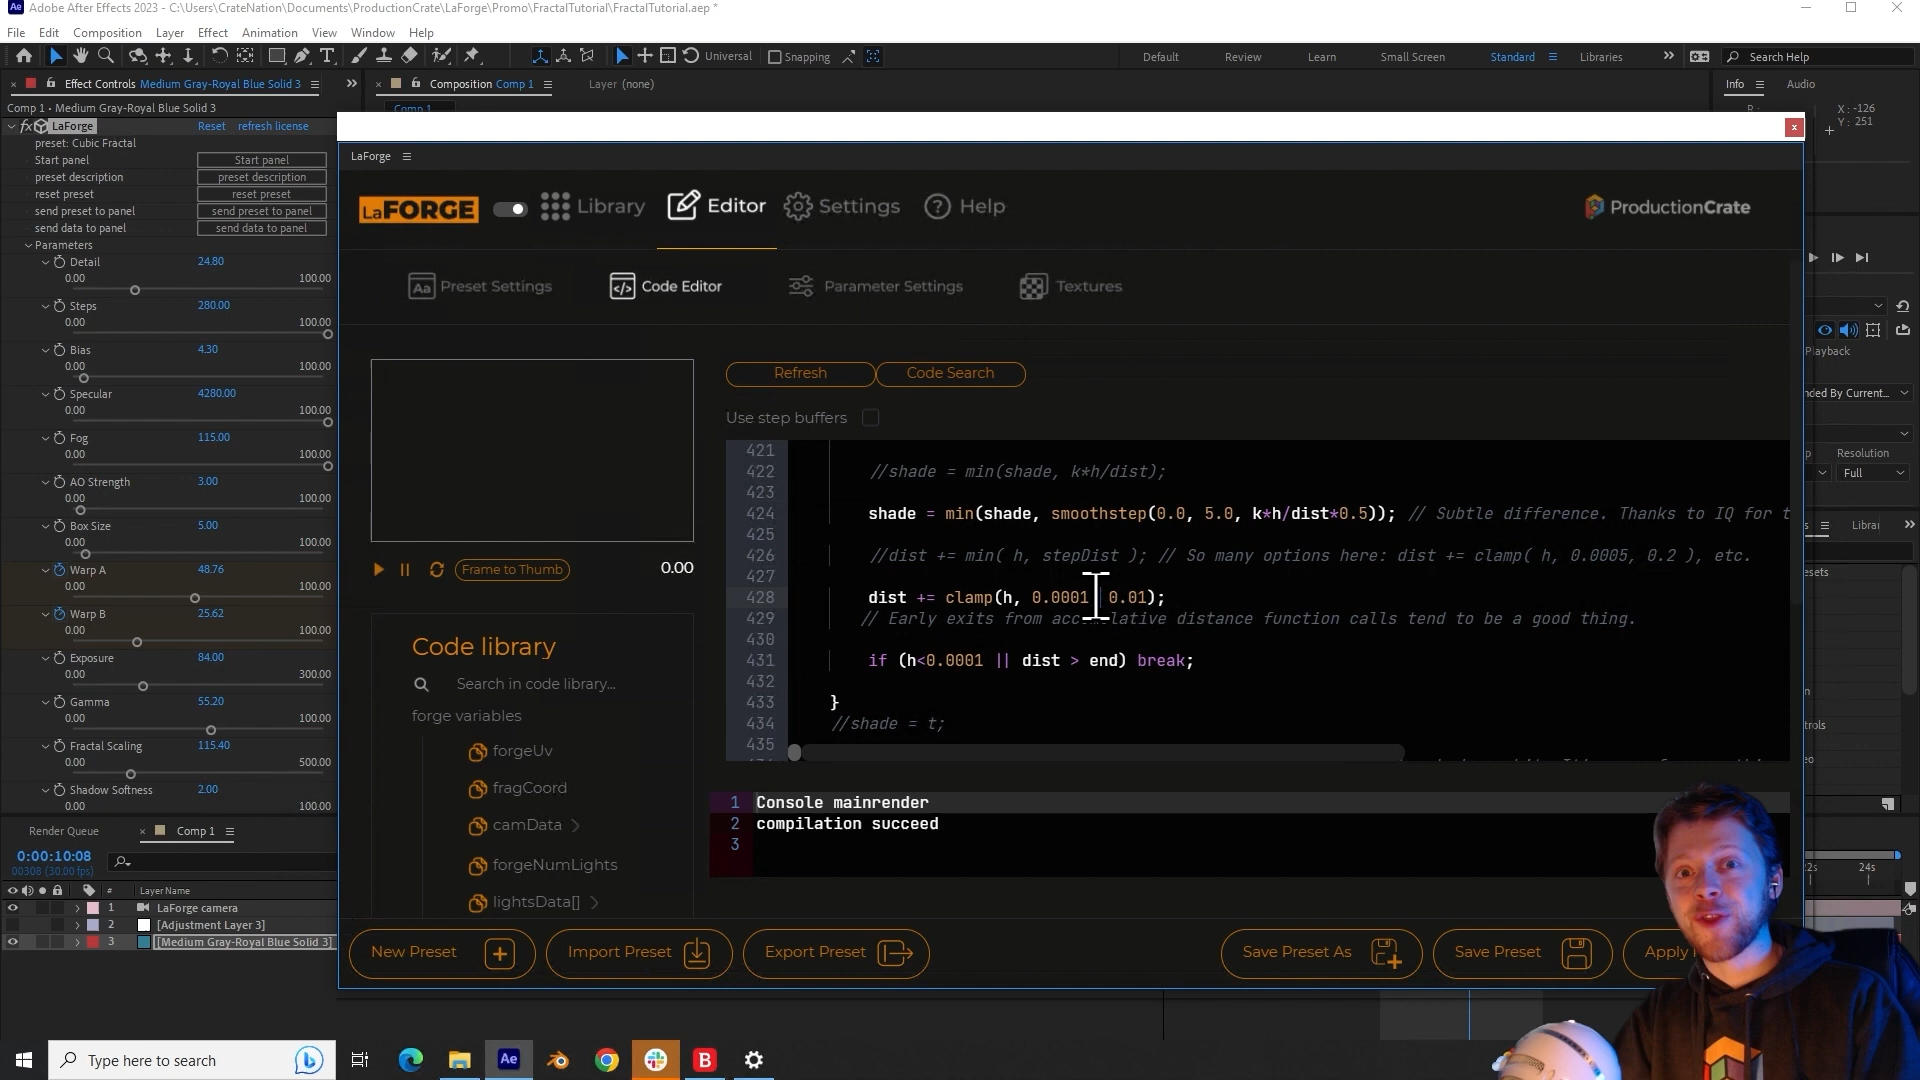 Adobe After Effects 2023 - C:\Users\CrateNation\Documents\ProductionCrate\LaForge\Promo\FractalTutorial\FractalTutorial.aep *
File Edit Composition Layer Effect Animation View Window Help
Universal Snapping Default Review Learn Small Screen Standard Libraries Search Help
Effect Controls Medium Gray-Royal Blue Solid 3
Composition Comp 1
Layer (none)
Info Audio
Comp 1 • Medium Gray-Royal Blue Solid 3
Comp 1
X: -126
Y: 251
fx LaForge Reset refresh license
preset: Cubic Fractal
Start panel Start panel
preset description preset description
reset preset reset preset
send preset to panel send preset to panel
send data to panel send data to panel
Parameters
Detail 24.80
0.00 100.00
Steps 280.00
0.00 100.00
Bias 4.30
0.00 100.00
Specular 4280.00
0.00 100.00
Fog 115.00
0.00 100.00
AO Strength 3.00
0.00 100.00
Box Size 5.00
0.00 100.00
Warp A 48.76
0.00 100.00
Warp B 25.62
0.00 100.00
Exposure 84.00
0.00 300.00
Gamma 55.20
0.00 100.00
Fractal Scaling 115.40
0.00 500.00
Shadow Softness 2.00
0.00 100.00
LaForge
LaFORGE Library Editor Settings Help ProductionCrate
Preset Settings Code Editor Parameter Settings Textures
Refresh Code Search
Use step buffers
421
422 //shade = min(shade, k*h/dist);
423
424 shade = min(shade, smoothstep(0.0, 5.0, k*h/dist*0.5)); // Subtle difference. Thanks to IQ for t
425
426 //dist += min( h, stepDist ); // So many options here: dist += clamp( h, 0.0005, 0.2 ), etc.
427
428 dist += clamp(h, 0.0001 0.01);
429 // Early exits from accumulative distance function calls tend to be a good thing.
430
431 if (h<0.0001 || dist > end) break;
432
433 }
434 //shade = t;
435
Frame to Thumb 0.00
Code library
Search in code library...
forge variables
forgeUv
fragCoord
camData
forgeNumLights
lightsData[]
1 Console mainrender
2 compilation succeed
3
New Preset Import Preset Export Preset Save Preset As Save Preset Apply
Playback
nded By Current...
Resolution
Full
Librar
Render Queue Comp 1
0:00:10:08
00308 (30.00 fps)
# Layer Name
1 LaForge camera
2 [Adjustment Layer 3]
3 [Medium Gray-Royal Blue Solid 3]
24s
Type here to search
Ae
B